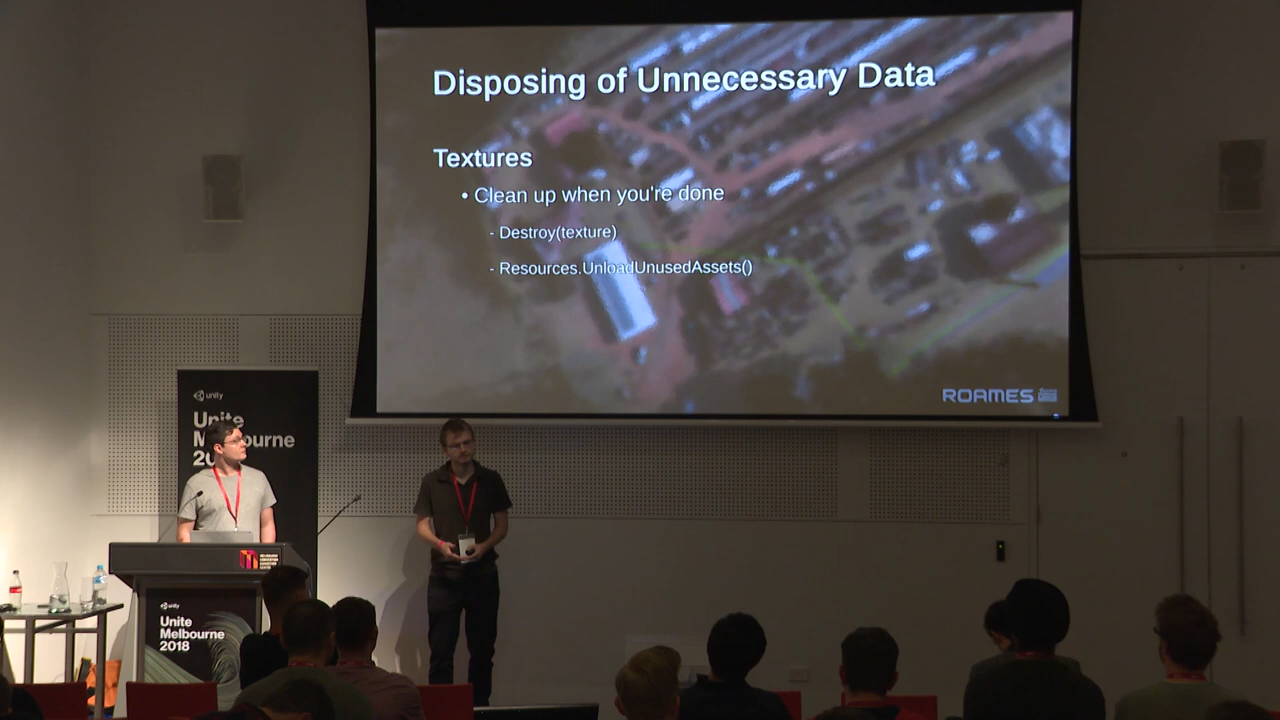 Disposing of Unnecessary Data
Textures
• Clean up when you're done
- Destroy(texture)
- Resources.UnloadUnusedAssets()
ROAMES
unity
Unite
Melbourne
unity
Unite
Melbourne
2018